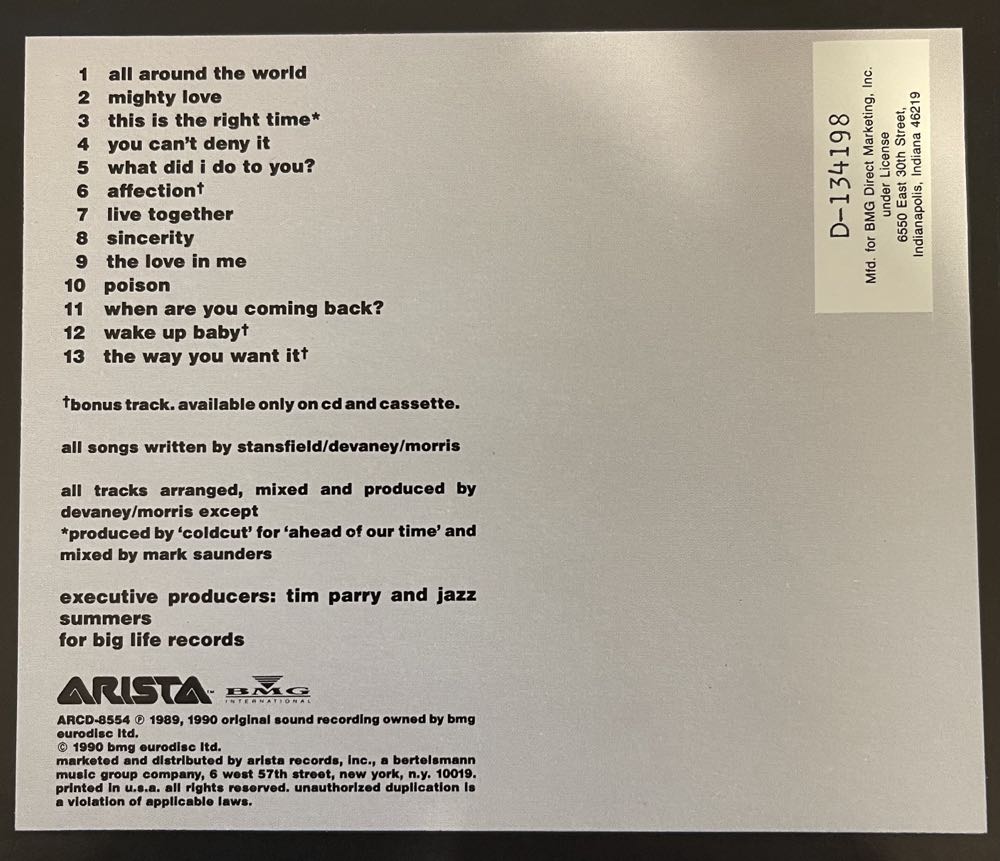 1 all around the world
2 mighty love
3 this is the right time*
4 you can't deny it
5 what did i do to you?
6 affection†
7 live together
8 sincerity
9 the love in me
10 poison
11 when are you coming back?
12 wake up baby†
13 the way you want it†
†bonus track. available only on cd and cassette.
all songs written by stansfield/devaney/morris
all tracks arranged, mixed and produced by
devaney/morris except
*produced by 'coldcut' for 'ahead of our time' and
mixed by mark saunders
executive producers: tim parry and jazz
summers
for big life records
ARISTA™ BMG
INTERNATIONAL
ARCD-8554 ℗ 1989, 1990 original sound recording owned by bmg
eurodisc ltd.
© 1990 bmg eurodisc ltd.
marketed and distributed by arista records, inc., a bertelsmann
music group company, 6 west 57th street, new york, n.y. 10019.
printed in u.s.a. all rights reserved. unauthorized duplication is
a violation of applicable laws.
D-134198
Mfd. for BMG Direct Marketing, Inc.
under License
6550 East 30th Street,
Indianapolis, Indiana 46219